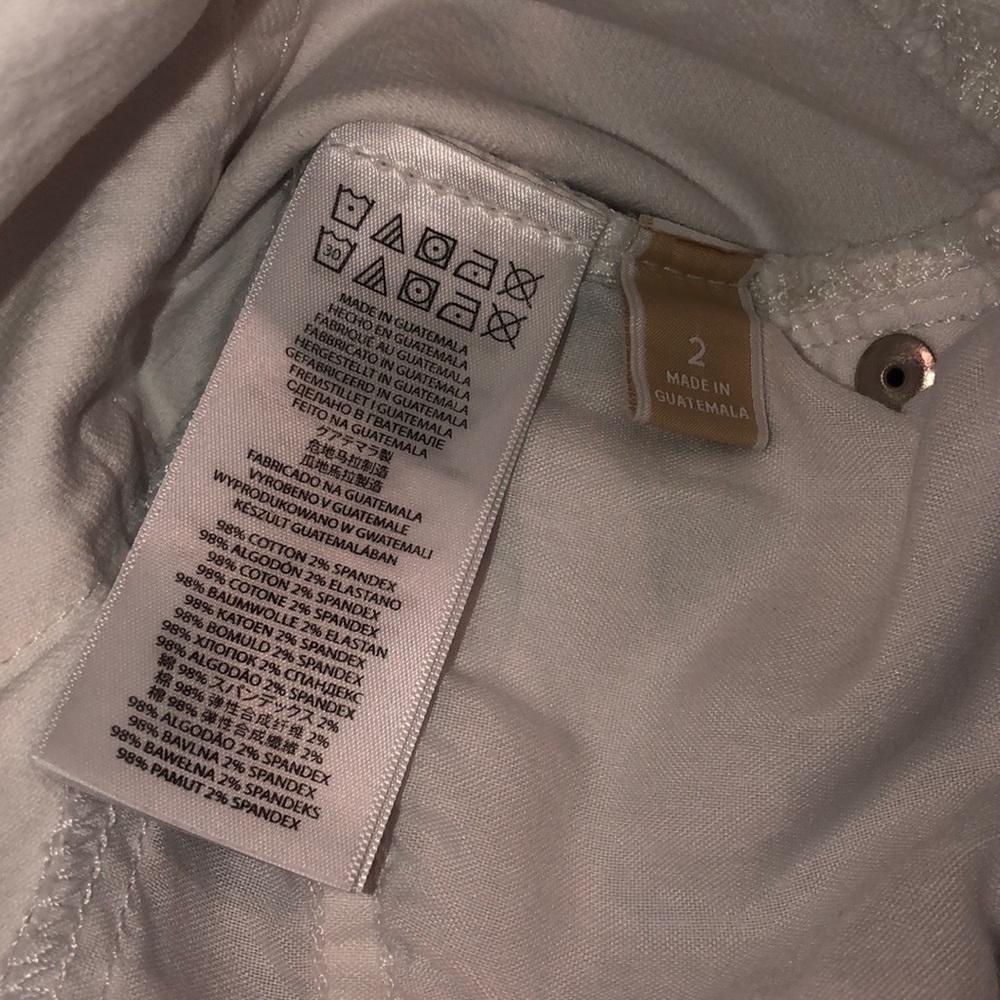 30
MADE IN GUATEMALA
HECHO EN GUATEMALA
FABRIQUÉ AU GUATEMALA
FABBRICATO IN GUATEMALA
HERGESTELLT IN GUATEMALA
GEFABRICEERD IN GUATEMALA
FREMSTILLET I GUATEMALA
СДЕЛАНО В ГВАТЕМАЛЕ
FEITO NA GUATEMALA
グアテマラ製
危地马拉制造
瓜地馬拉製造
FABRICADO NA GUATEMALA
VYROBENO V GUATEMALE
WYPRODUKOWANO W GWATEMALI
KÉSZÜLT GUATEMALÁBAN
98% COTTON 2% SPANDEX
98% ALGODÓN 2% ELASTANO
98% COTON 2% SPANDEX
98% COTONE 2% SPANDEX
98% BAUMWOLLE 2% ELASTAN
98% KATOEN 2% SPANDEX
98% BOMULD 2% SPANDEX
98% ХЛОПОК 2% СПАНДЕКС
98% ALGODÃO 2% SPANDEX
綿 98% スパンデックス 2%
棉 98% 弹性合成纤维 2%
棉 98% 彈性合成纖維 2%
98% ALGODÃO 2% SPANDEX
98% BAVLNA 2% SPANDEX
98% BAWEŁNA 2% SPANDEKS
98% PAMUT 2% SPANDEX
2
MADE IN
GUATEMALA